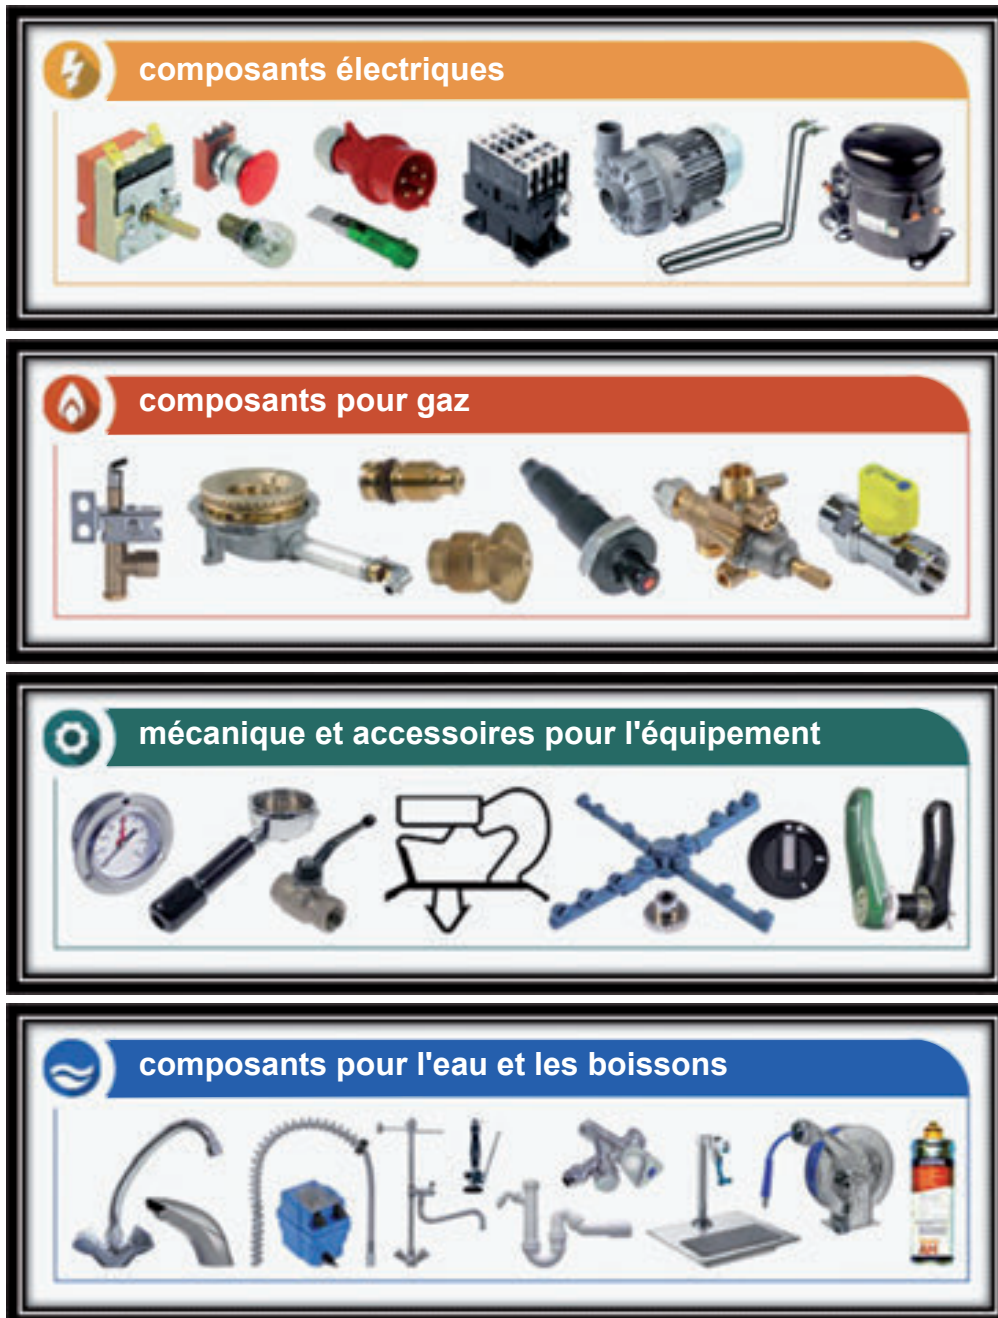 composants électriques
composants pour gaz
mécanique et accessoires pour l'équipement
composants pour l'eau et les boissons